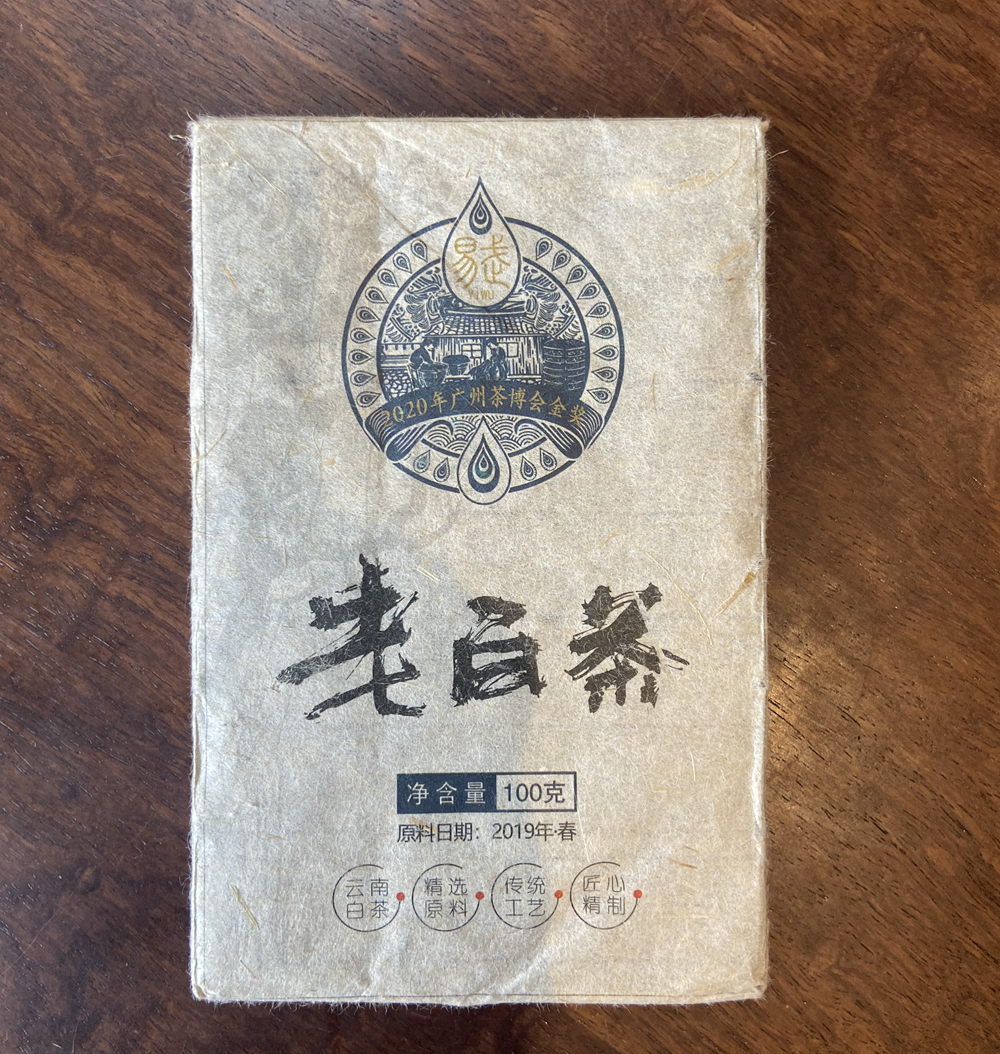 易武
YIWU
2020年广州茶博会金奖
老白茶
净含量 100克
原料日期：2019年·春
云南 精选 传统 匠心
白茶 原料 工艺 精制